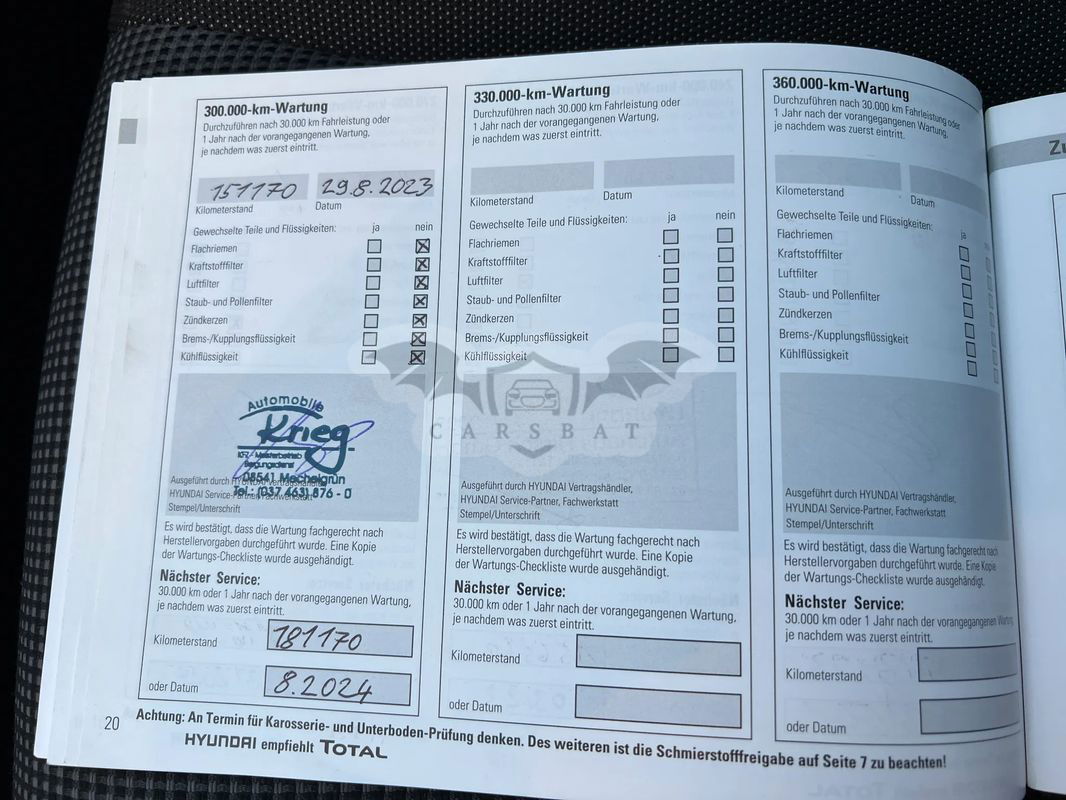 300.000-km-Wartung
Durchzuführen nach 30.000 km Fahrleistung oder
1 Jahr nach der vorangegangenen Wartung,
je nachdem was zuerst eintritt.
151170 29.8.2023
Kilometerstand Datum
Gewechselte Teile und Flüssigkeiten: ja nein
Flachriemen
Kraftstofffilter
Luftfilter
Staub- und Pollenfilter
Zündkerzen
Brems-/Kupplungsflüssigkeit
Kühlflüssigkeit
Automobile
Krieg
KFZ - Meisterbetrieb
Bergungsdienst
08541 Mechelgrün
Tel.: (037 463) 876 - 0
Ausgeführt durch HYUNDAI Vertragshändler,
HYUNDAI Service-Partner, Fachwerkstatt
Stempel/Unterschrift
Es wird bestätigt, dass die Wartung fachgerecht nach
Herstellervorgaben durchgeführt wurde. Eine Kopie
der Wartungs-Checkliste wurde ausgehändigt.
Nächster Service:
30.000 km oder 1 Jahr nach der vorangegangenen Wartung,
je nachdem was zuerst eintritt.
Kilometerstand 181170
oder Datum 8.2024
330.000-km-Wartung
Durchzuführen nach 30.000 km Fahrleistung oder
1 Jahr nach der vorangegangenen Wartung,
je nachdem was zuerst eintritt.
Kilometerstand Datum
Gewechselte Teile und Flüssigkeiten: ja nein
Flachriemen
Kraftstofffilter
Luftfilter
Staub- und Pollenfilter
Zündkerzen
Brems-/Kupplungsflüssigkeit
Kühlflüssigkeit
CARSBAT
Ausgeführt durch HYUNDAI Vertragshändler,
HYUNDAI Service-Partner, Fachwerkstatt
Stempel/Unterschrift
Es wird bestätigt, dass die Wartung fachgerecht nach
Herstellervorgaben durchgeführt wurde. Eine Kopie
der Wartungs-Checkliste wurde ausgehändigt.
Nächster Service:
30.000 km oder 1 Jahr nach der vorangegangenen Wartung,
je nachdem was zuerst eintritt.
Kilometerstand
oder Datum
360.000-km-Wartung
Durchzuführen nach 30.000 km Fahrleistung oder
1 Jahr nach der vorangegangenen Wartung,
je nachdem was zuerst eintritt.
Kilometerstand Datum
Gewechselte Teile und Flüssigkeiten: ja
Flachriemen
Kraftstofffilter
Luftfilter
Staub- und Pollenfilter
Zündkerzen
Brems-/Kupplungsflüssigkeit
Kühlflüssigkeit
Ausgeführt durch HYUNDAI Vertragshändler,
HYUNDAI Service-Partner, Fachwerkstatt
Stempel/Unterschrift
Es wird bestätigt, dass die Wartung fachgerecht nach
Herstellervorgaben durchgeführt wurde. Eine Kopie
der Wartungs-Checkliste wurde ausgehändigt.
Nächster Service:
30.000 km oder 1 Jahr nach der vorangegangenen Wartung
je nachdem was zuerst eintritt.
Kilometerstand
oder Datum
20
Achtung: An Termin für Karosserie- und Unterboden-Prüfung denken. Des weiteren ist die Schmierstofffreigabe auf Seite 7 zu beachten!
HYUNDAI empfiehlt TOTAL